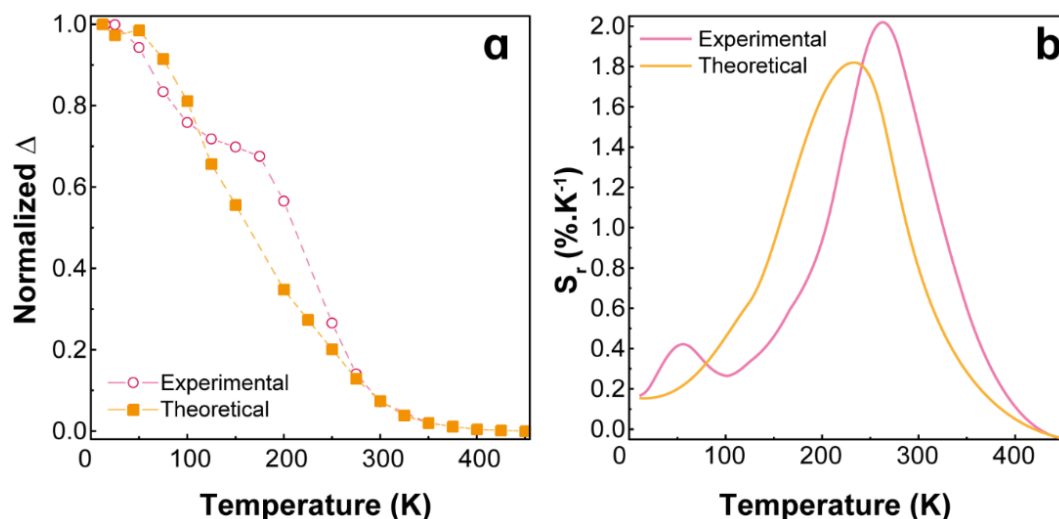 a
1.0
0.8
0.6
0.4
0.2
0.0
Normalized Δ
Experimental
Theoretical
0 100 200 300 400
Temperature (K)
b
2.0
1.8
1.6
1.4
1.2
1.0
0.8
0.6
0.4
0.2
0.0
Sᵣ (%.K⁻¹)
Experimental
Theoretical
0 100 200 300 400
Temperature (K)